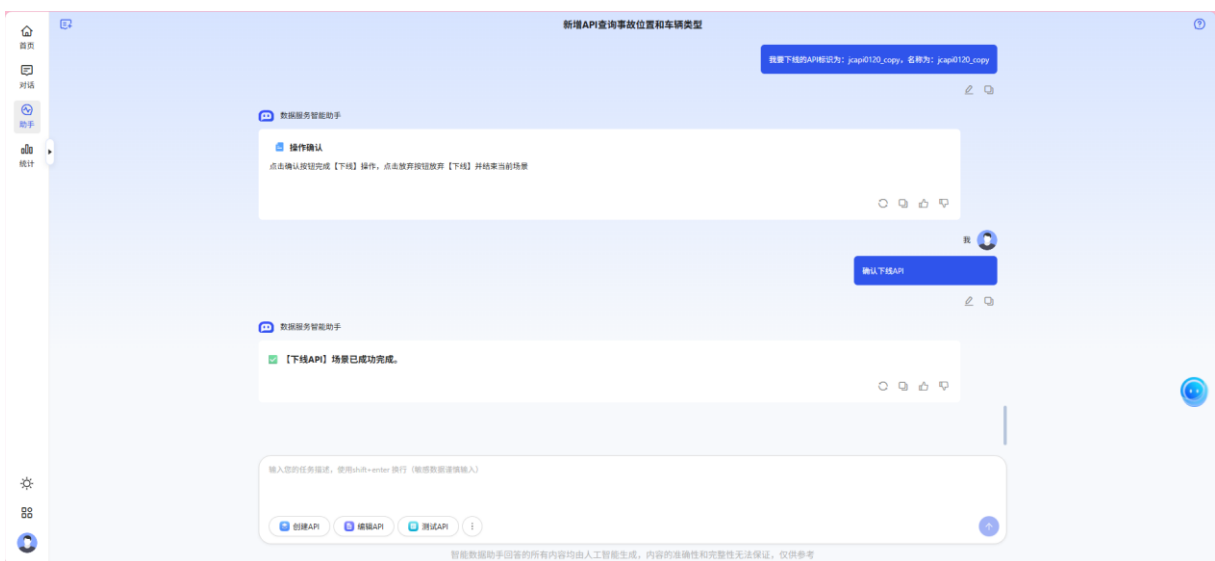 新增API查询事故位置和车辆类型
首页
对话
助手
统计
我要下线的API标识为：jcapi0120_copy，名称为：jcapi0120_copy
数据服务智能助手
操作确认
点击确认按钮完成【下线】操作，点击放弃按钮放弃【下线】并结束当前场景
我
确认下线API
数据服务智能助手
【下线API】场景已成功完成。
输入您的任务描述，使用shift+enter 换行（敏感数据谨慎输入）
创建API
编辑API
测试API
智能数据助手回答的所有内容均由人工智能生成，内容的准确性和完整性无法保证，仅供参考